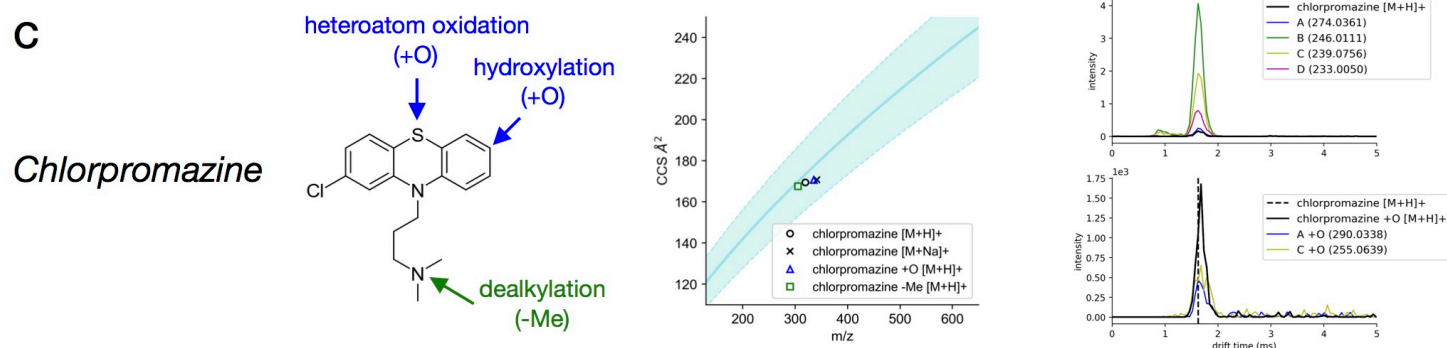 C
heteroatom oxidation
(+O)
hydroxylation
(+O)
Chlorpromazine
S
Cl
N
N
dealkylation
(-Me)
CCS Å²
240
220
200
180
160
140
120
chlorpromazine [M+H]+
chlorpromazine [M+Na]+
chlorpromazine +O [M+H]+
chlorpromazine -Me [M+H]+
200 300 400 500 600
m/z
intensity
4
3
2
1
0
chlorpromazine [M+H]+
A (274.0361)
B (246.0111)
C (239.0756)
D (233.0050)
0 1 2 3 4 5
1e3
intensity
1.75
1.50
1.25
1.00
0.75
0.50
0.25
0.00
chlorpromazine [M+H]+
chlorpromazine +O [M+H]+
A +O (290.0338)
C +O (255.0639)
0 1 2 3 4 5
drift time (ms)